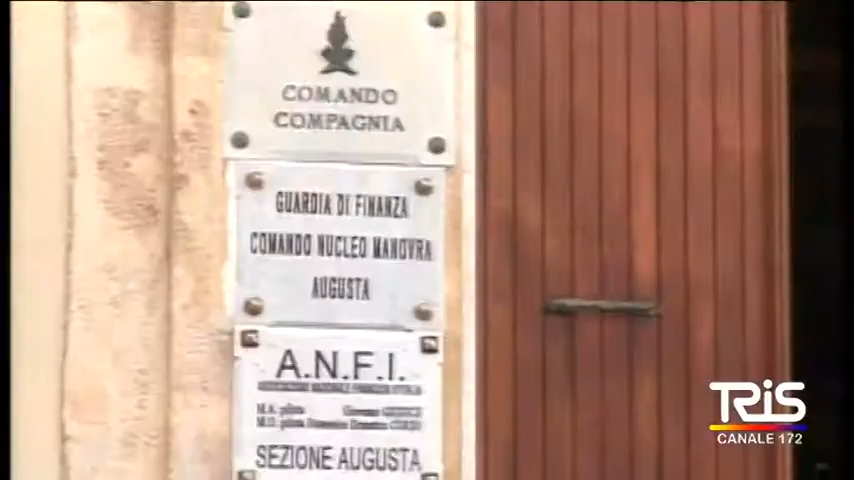 COMANDO
COMPAGNIA
GUARDIA DI FINANZA
COMANDO NUCLEO MANOVRA
AUGUSTA
A.N.F.I.
SEZIONE AUGUSTA
TRIS
CANALE 172